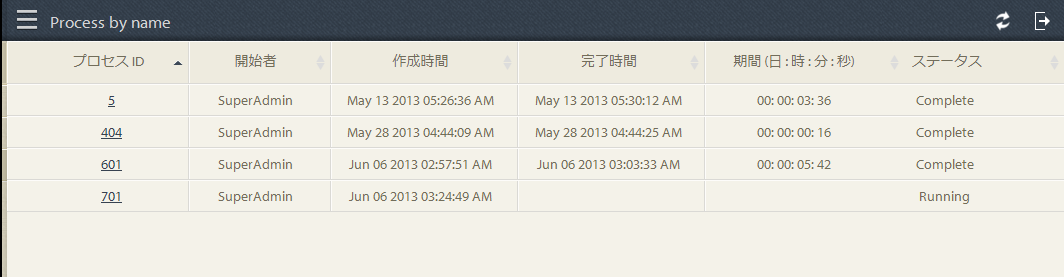 Process by name
プロセス ID 開始者 作成時間 完了時間 期間 (日 : 時 : 分 : 秒) ステータス
5 SuperAdmin May 13 2013 05:26:36 AM May 13 2013 05:30:12 AM 00: 00: 03: 36 Complete
404 SuperAdmin May 28 2013 04:44:09 AM May 28 2013 04:44:25 AM 00: 00: 00: 16 Complete
601 SuperAdmin Jun 06 2013 02:57:51 AM Jun 06 2013 03:03:33 AM 00: 00: 05: 42 Complete
701 SuperAdmin Jun 06 2013 03:24:49 AM Running